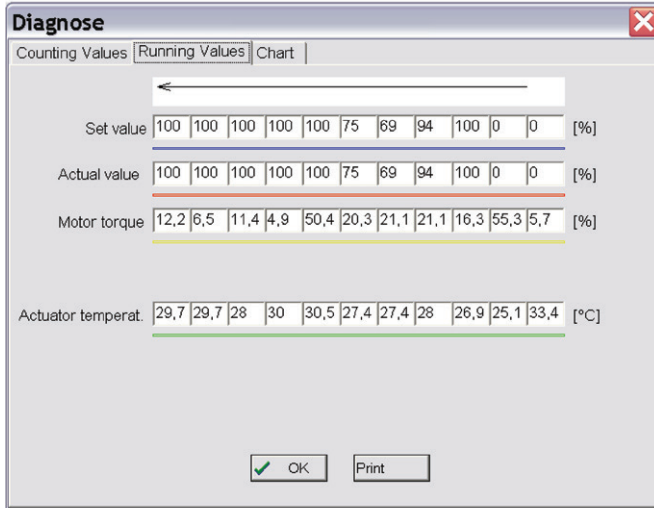 Diagnose
Counting Values Running Values Chart
Set value 100 100 100 100 100 75 69 94 100 0 0 [%]
Actual value 100 100 100 100 100 75 69 94 100 0 0 [%]
Motor torque 12,2 6,5 11,4 4,9 50,4 20,3 21,1 21,1 16,3 55,3 5,7 [%]
Actuator temperat. 29,7 29,7 28 30 30,5 27,4 27,4 28 26,9 25,1 33,4 [°C]
OK Print